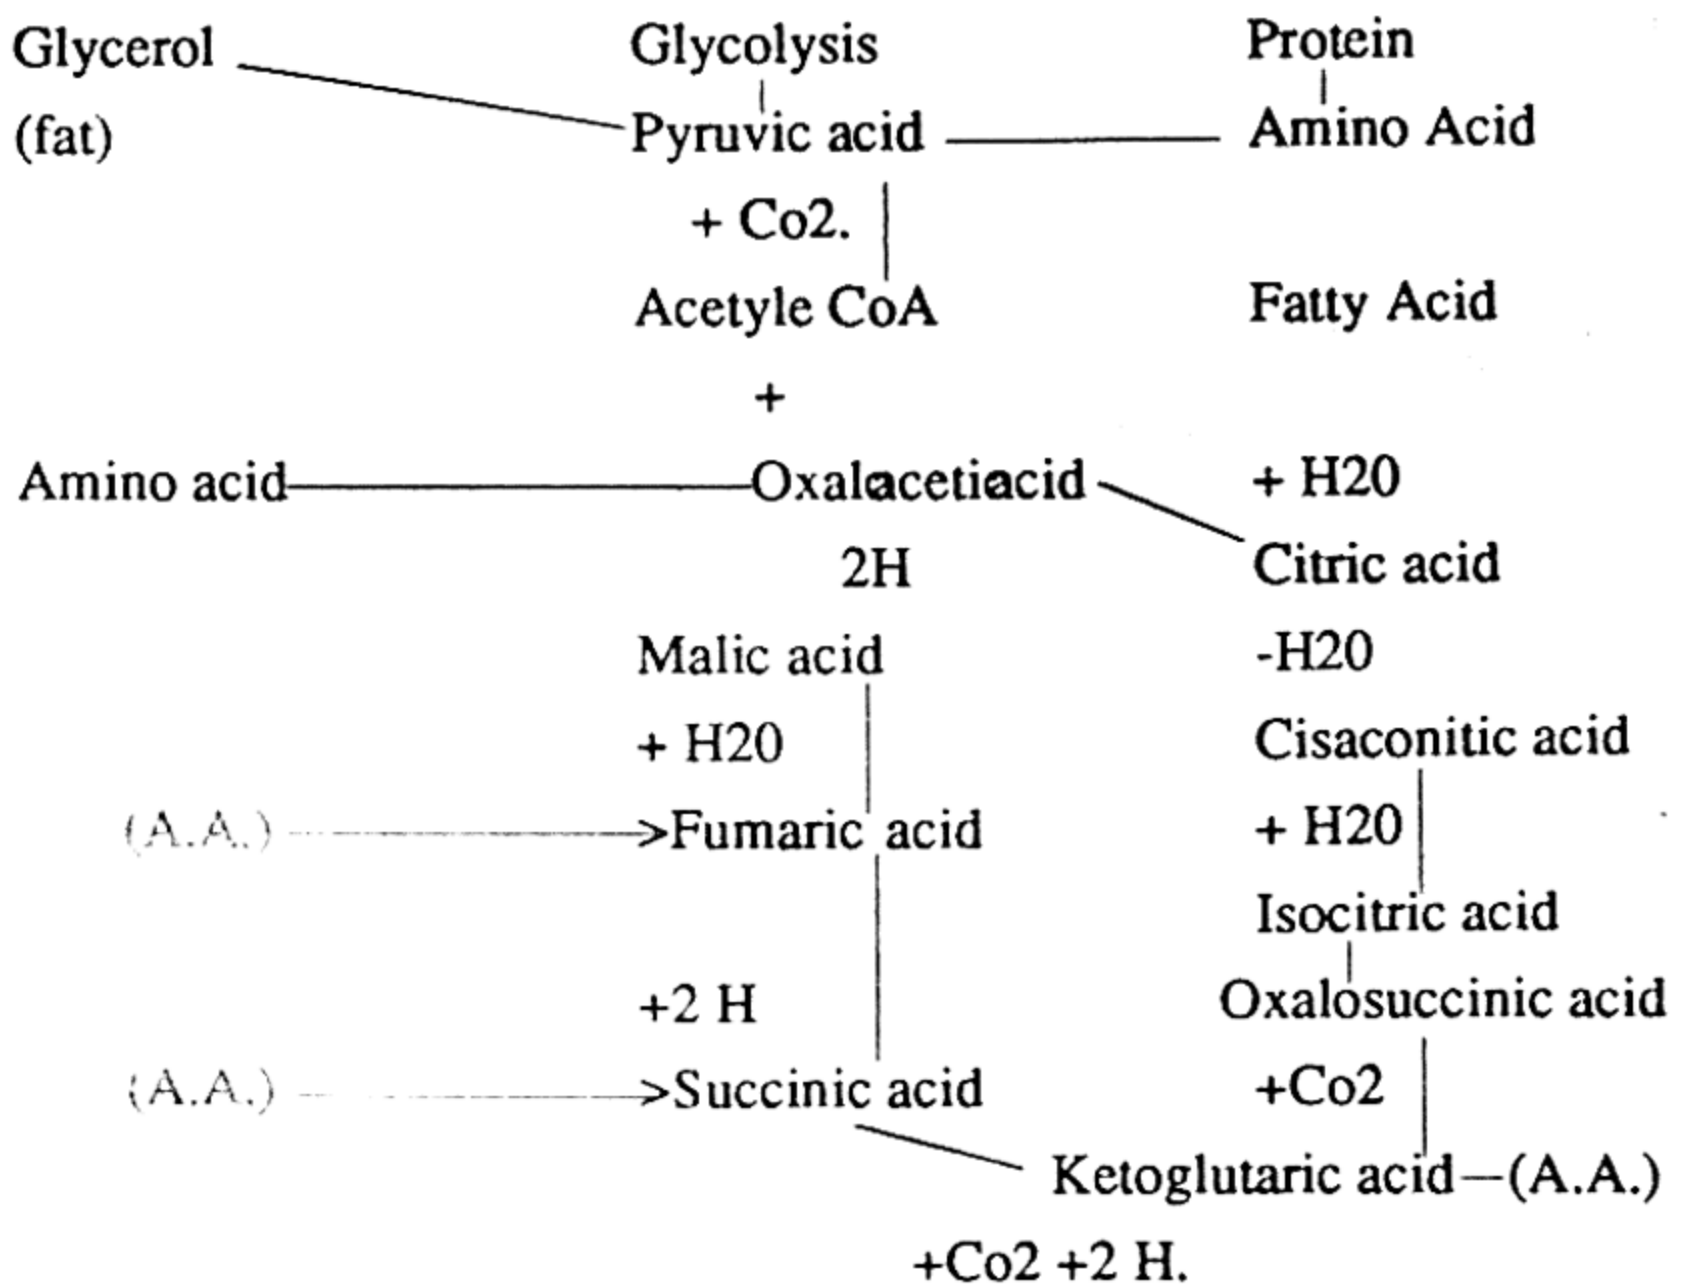 Glycerol Glycolysis Protein
(fat) Pyruvic acid Amino Acid
+ Co2.
Acetyle CoA Fatty Acid
+
Amino acid Oxaloacetiacid + H20
2H Citric acid
Malic acid -H20
+ H20 Cisaconitic acid
(A.A.) >Fumaric acid + H20
Isocitric acid
+2 H Oxalosuccinic acid
(A.A.) >Succinic acid +Co2
Ketoglutaric acid—(A.A.)
+Co2 +2 H.